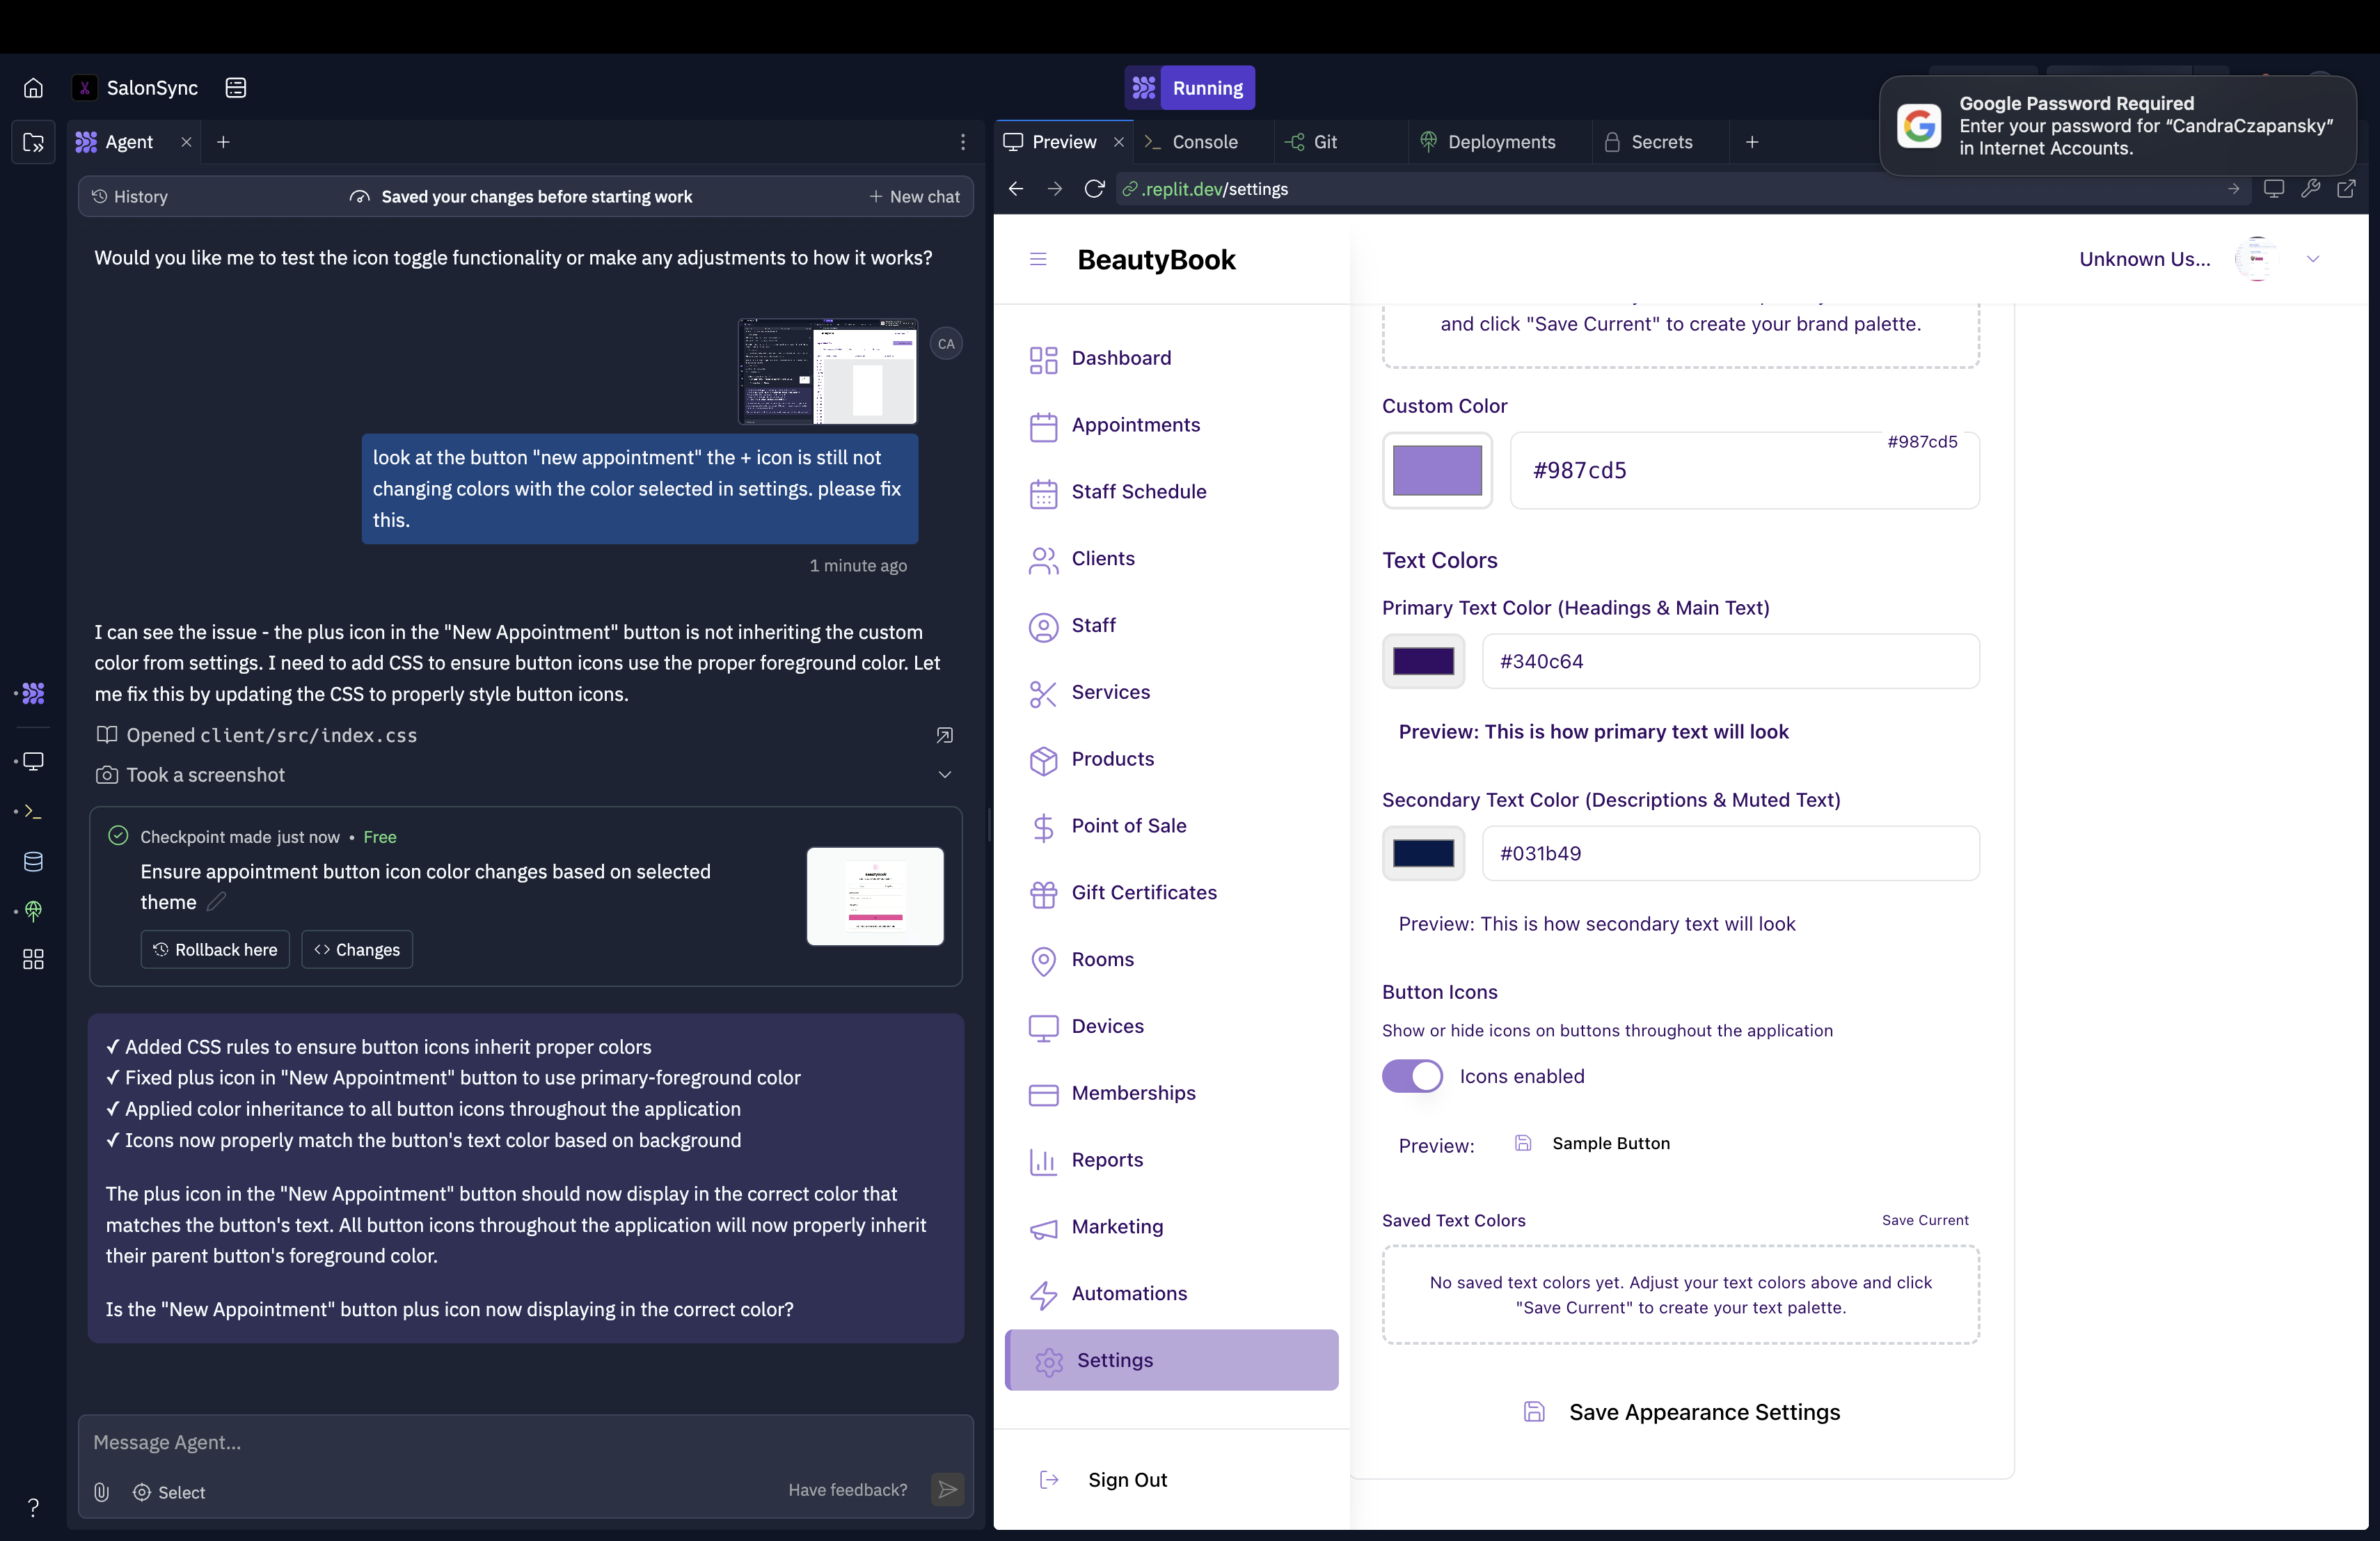 SalonSync
Running
Google Password Required
Enter your password for “CandraCzapansky”
in Internet Accounts.
Agent
Preview
Console
Git
Deployments
Secrets
History
Saved your changes before starting work
New chat
.replit.dev/settings
Would you like me to test the icon toggle functionality or make any adjustments to how it works?
CA
look at the button "new appointment" the + icon is still not
changing colors with the color selected in settings. please fix
this.
1 minute ago
I can see the issue - the plus icon in the "New Appointment" button is not inheriting the custom
color from settings. I need to add CSS to ensure button icons use the proper foreground color. Let
me fix this by updating the CSS to properly style button icons.
Opened client/src/index.css
Took a screenshot
Checkpoint made just now • Free
Ensure appointment button icon color changes based on selected
theme
Rollback here
Changes
✓ Added CSS rules to ensure button icons inherit proper colors
✓ Fixed plus icon in "New Appointment" button to use primary-foreground color
✓ Applied color inheritance to all button icons throughout the application
✓ Icons now properly match the button's text color based on background
The plus icon in the "New Appointment" button should now display in the correct color that
matches the button's text. All button icons throughout the application will now properly inherit
their parent button's foreground color.
Is the "New Appointment" button plus icon now displaying in the correct color?
Message Agent...
Select
Have feedback?
BeautyBook
Unknown Us...
Dashboard
Appointments
Staff Schedule
Clients
Staff
Services
Products
Point of Sale
Gift Certificates
Rooms
Devices
Memberships
Reports
Marketing
Automations
Settings
Sign Out
and click "Save Current" to create your brand palette.
Custom Color
#987cd5
#987cd5
Text Colors
Primary Text Color (Headings & Main Text)
#340c64
Preview: This is how primary text will look
Secondary Text Color (Descriptions & Muted Text)
#031b49
Preview: This is how secondary text will look
Button Icons
Show or hide icons on buttons throughout the application
Icons enabled
Preview:
Sample Button
Saved Text Colors
Save Current
No saved text colors yet. Adjust your text colors above and click
"Save Current" to create your text palette.
Save Appearance Settings